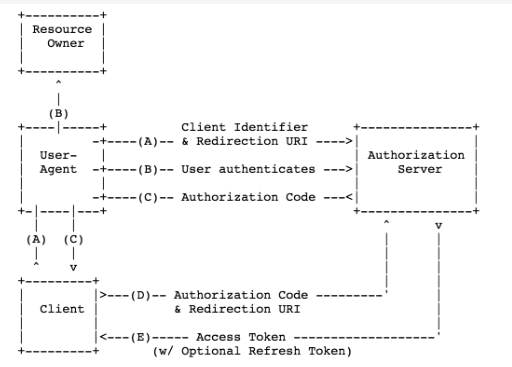 Resource
Owner
(B)
Client Identifier
(A) & Redirection URI
User-
Agent
(B) User authenticates
Authorization
Server
(C) Authorization Code
(A) (C)
(D) Authorization Code
& Redirection URI
Client
(E) Access Token
(w/ Optional Refresh Token)